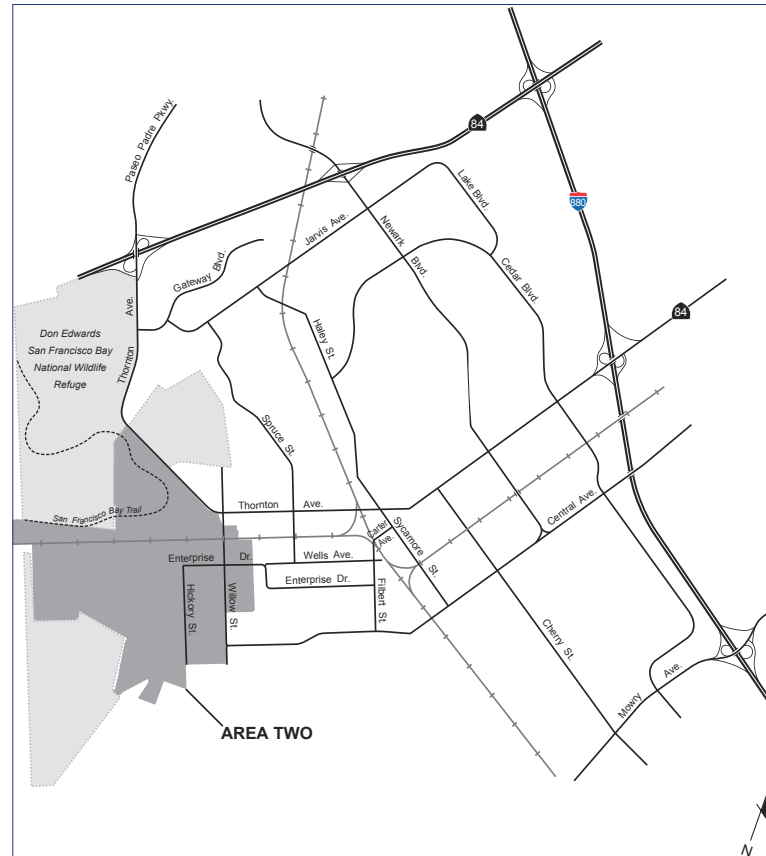 Paseo Padre Pkwy.
84
880
Lake Blvd.
Jarvis Ave.
Newark
Blvd.
Gateway Blvd.
Cedar Blvd.
84
Don Edwards
San Francisco Bay
National Wildlife
Refuge
Thornton
Ave.
Haley St.
Spruce St.
Thornton Ave.
San Francisco Bay Trail
Central Ave.
Carter
Ave.
Sycamore
St.
Enterprise Dr.
Wells Ave.
Enterprise Dr.
Hickory St.
Willow St.
Filbert St.
Cherry St.
Mowry Ave.
AREA TWO
N